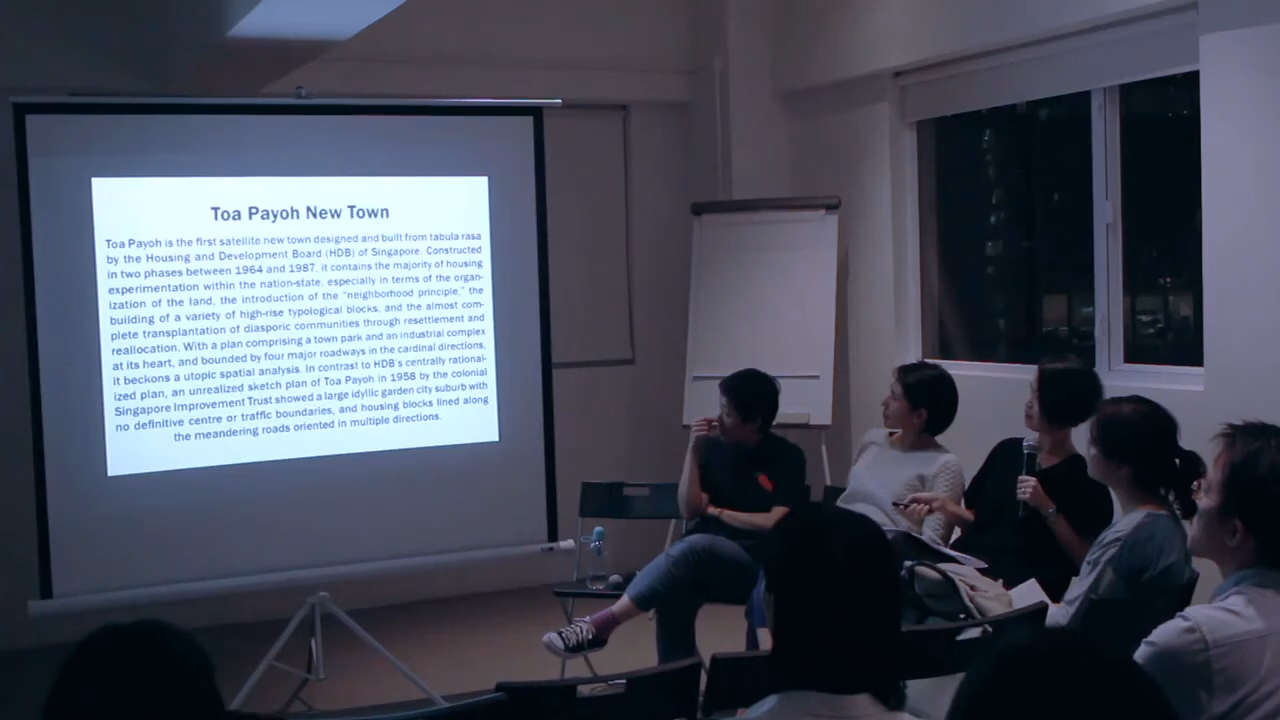 Toa Payoh New Town
Toa Payoh is the first satellite new town designed and built from tabula rasa
by the Housing and Development Board (HDB) of Singapore. Constructed
in two phases between 1964 and 1987, it contains the majority of housing
experimentation within the nation-state, especially in terms of the organ-
ization of the land, the introduction of the "neighborhood principle," the
building of a variety of high-rise typological blocks, and the almost com-
plete transplantation of diasporic communities through resettlement and
reallocation. With a plan comprising a town park and an industrial complex
at its heart, and bounded by four major roadways in the cardinal directions,
it beckons a utopic spatial analysis. In contrast to HDB's centrally rational-
ized plan, an unrealized sketch plan of Toa Payoh in 1958 by the colonial
Singapore Improvement Trust showed a large idyllic garden city suburb with
no definitive centre or traffic boundaries, and housing blocks lined along
the meandering roads oriented in multiple directions.